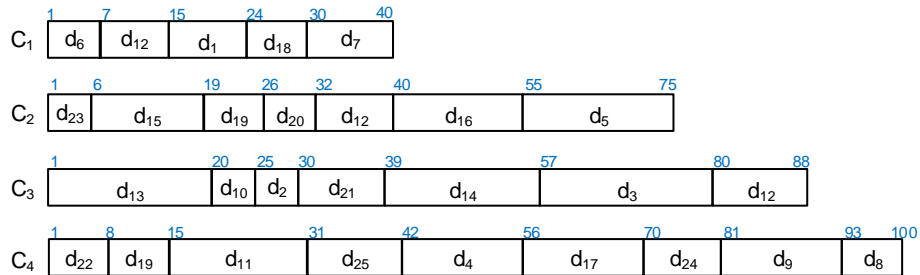 1 7 15 24 30 40
C₁ d₆ d₁₂ d₁ d₁₈ d₇
1 6 19 26 32 40 55 75
C₂ d₂₃ d₁₅ d₁₉ d₂₀ d₁₂ d₁₆ d₅
1 20 25 30 39 57 80 88
C₃ d₁₃ d₁₀ d₂ d₂₁ d₁₄ d₃ d₁₂
1 8 15 31 42 56 70 81 93 100
C₄ d₂₂ d₁₉ d₁₁ d₂₅ d₄ d₁₇ d₂₄ d₉ d₈